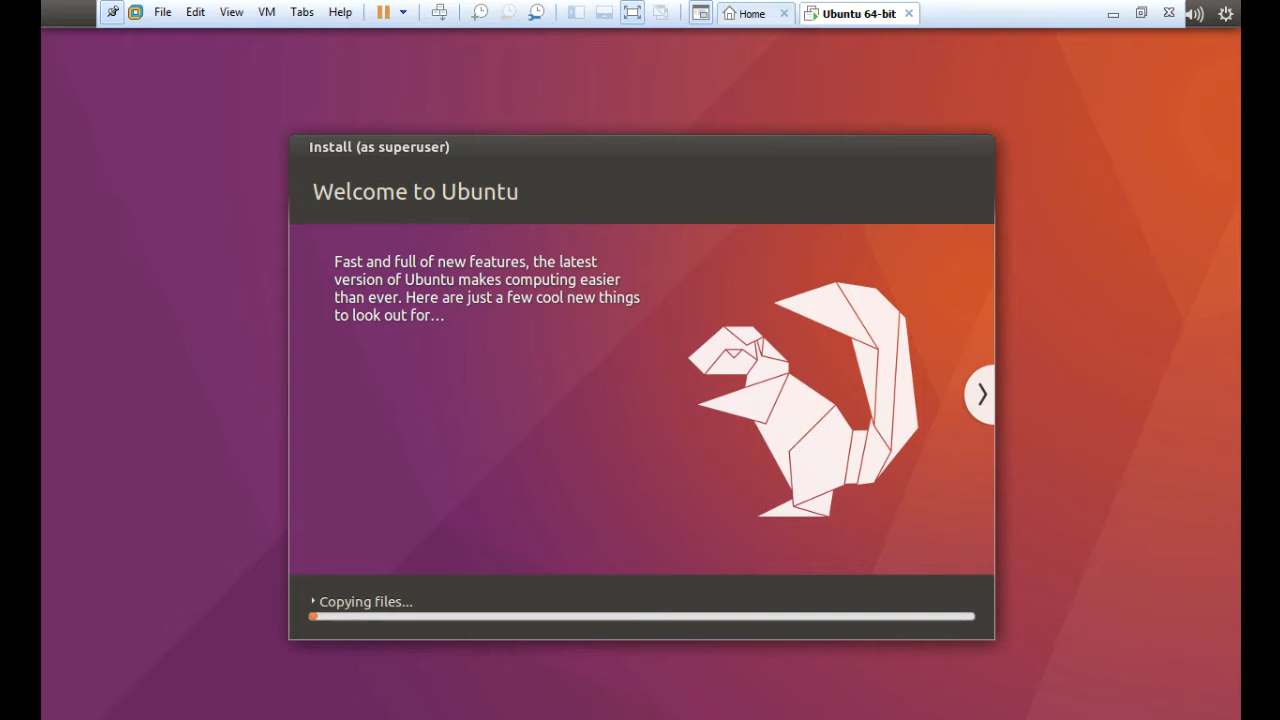 File Edit View VM Tabs Help Home Ubuntu 64-bit
Install (as superuser)
Welcome to Ubuntu
Fast and full of new features, the latest
version of Ubuntu makes computing easier
than ever. Here are just a few cool new things
to look out for...
Copying files...